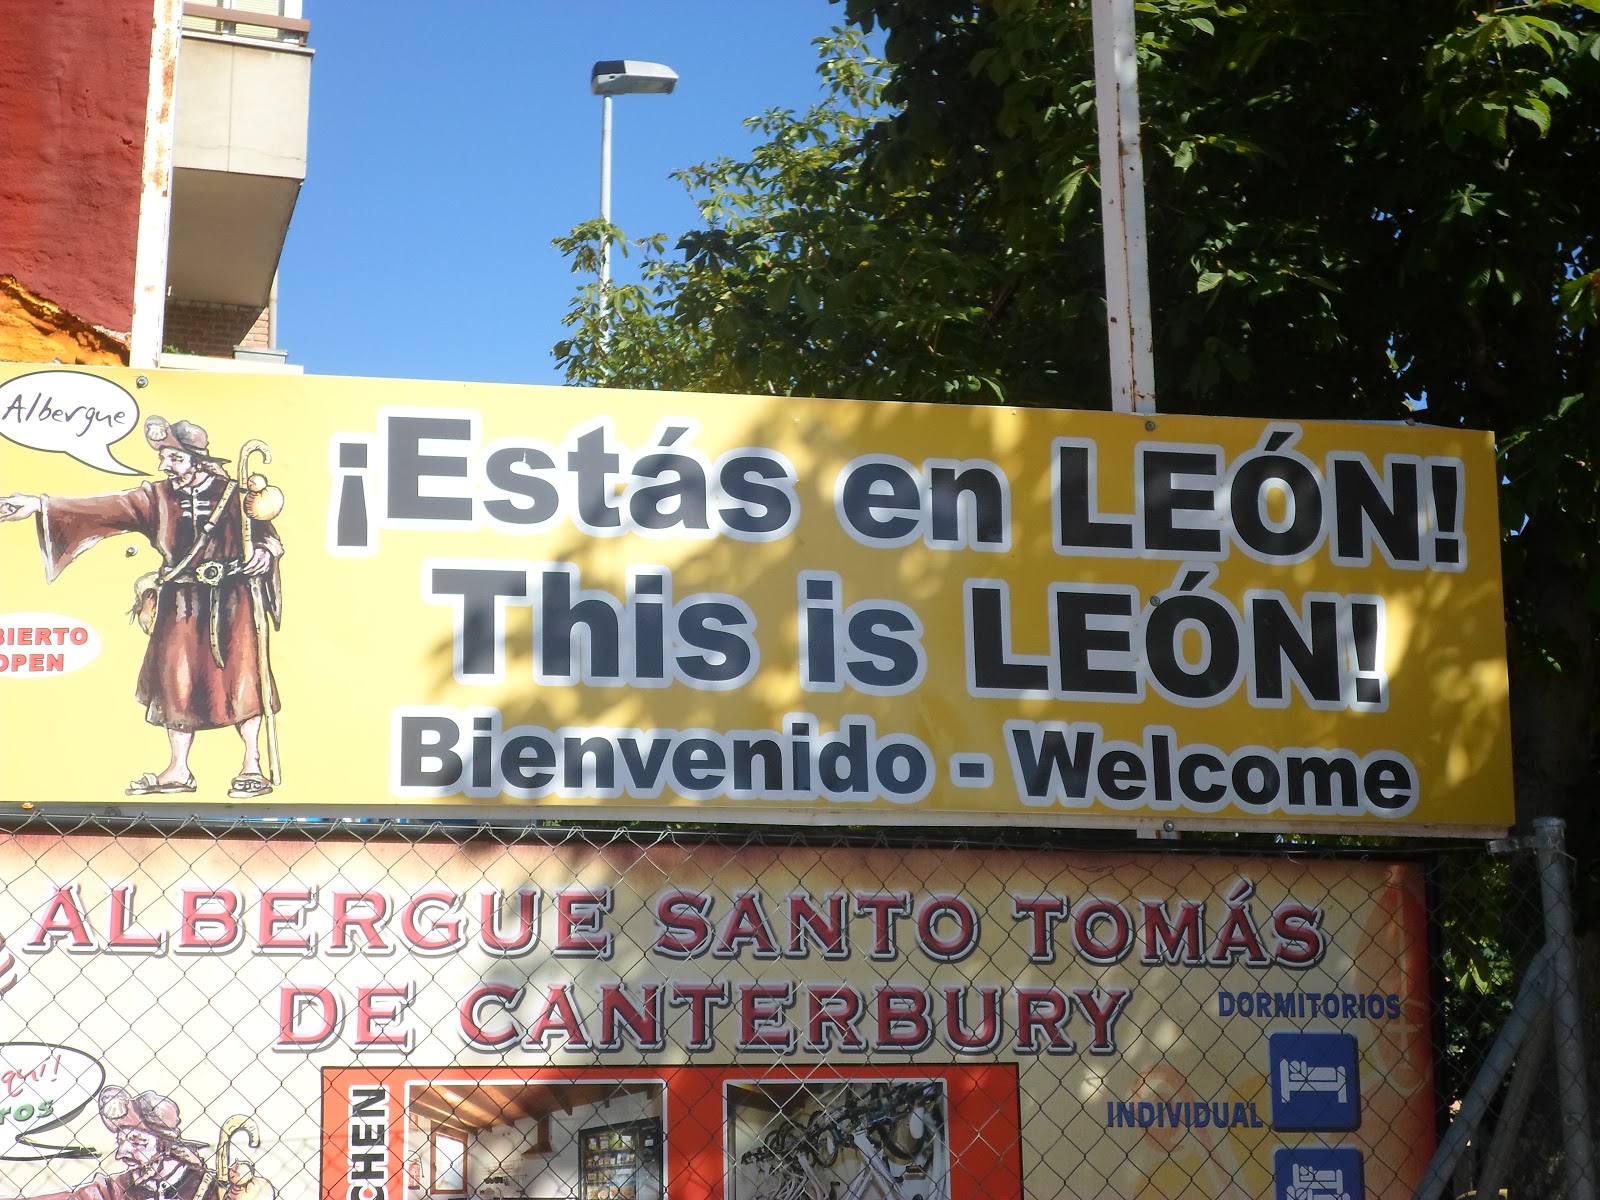 Albergue
¡Estás en LEÓN!
This is LEÓN!
Bienvenido - Welcome
OPEN
ALBERGUE SANTO TOMÁS
DE CANTERBURY
DORMITORIOS
INDIVIDUAL